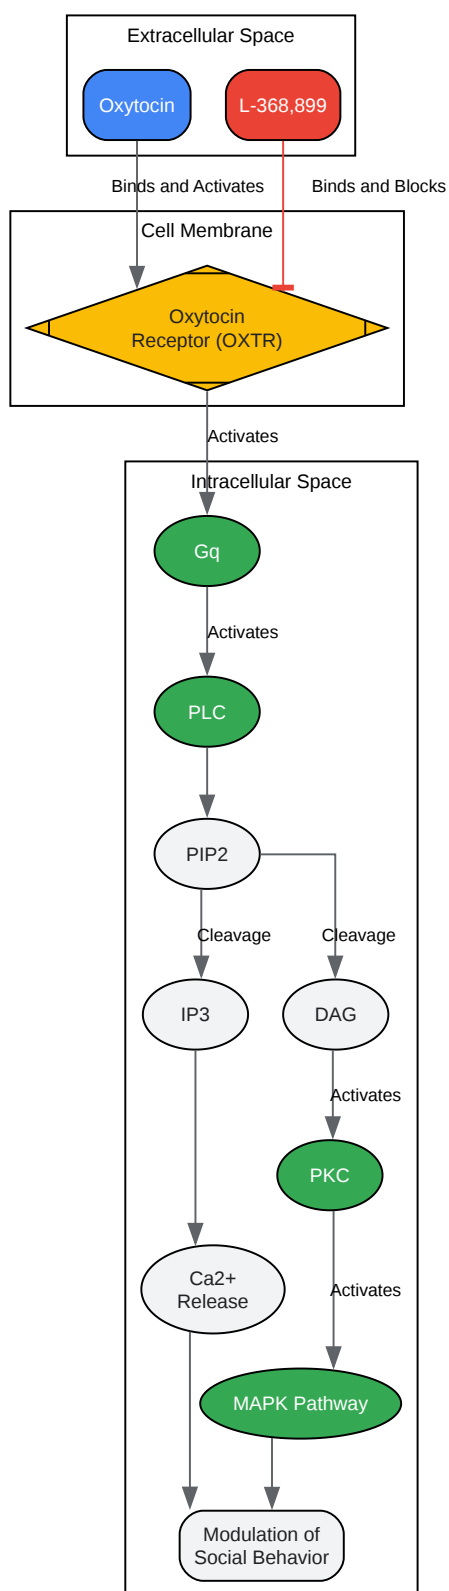 Extracellular Space
Oxytocin
L-368,899
Binds and Activates
Binds and Blocks
Cell Membrane
Oxytocin
Receptor (OXTR)
Activates
Intracellular Space
Gq
Activates
PLC
PIP2
Cleavage
Cleavage
IP3
DAG
Activates
PKC
Ca2+
Release
Activates
MAPK Pathway
Modulation of
Social Behavior